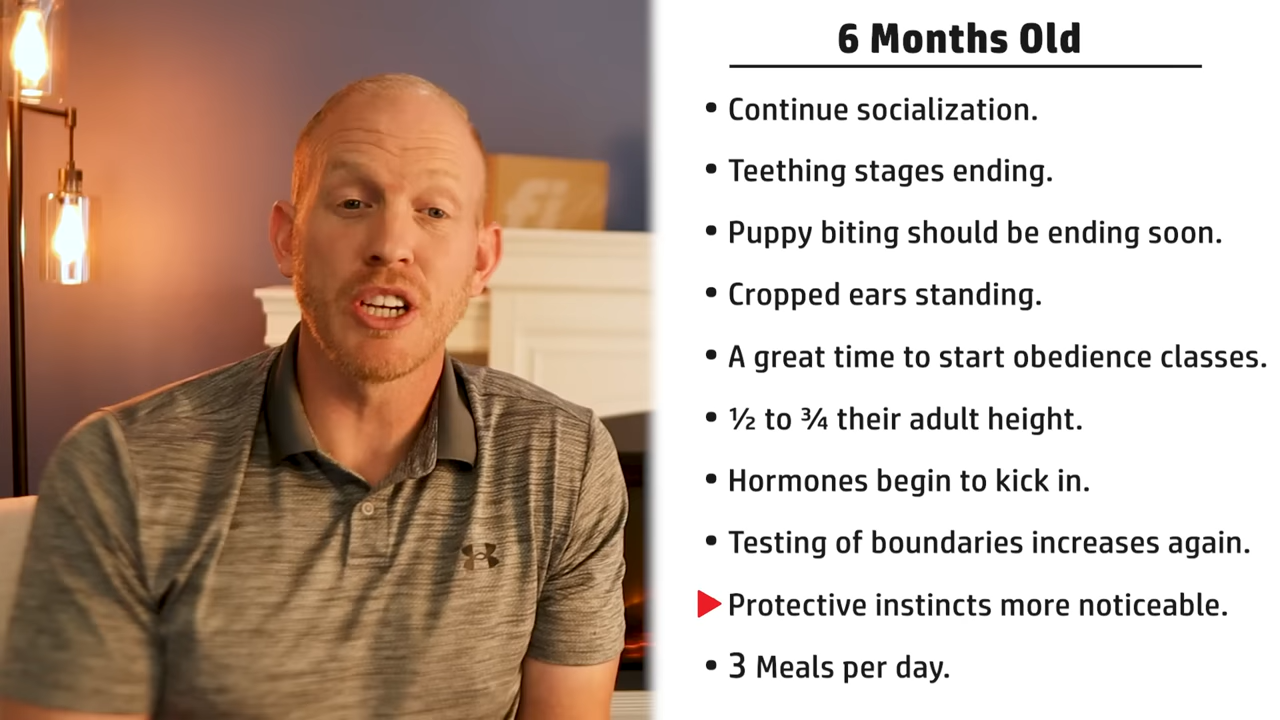 6 Months Old
• Continue socialization.
• Teething stages ending.
• Puppy biting should be ending soon.
• Cropped ears standing.
• A great time to start obedience classes.
• ½ to ¾ their adult height.
• Hormones begin to kick in.
• Testing of boundaries increases again.
Protective instincts more noticeable.
• 3 Meals per day.
fi